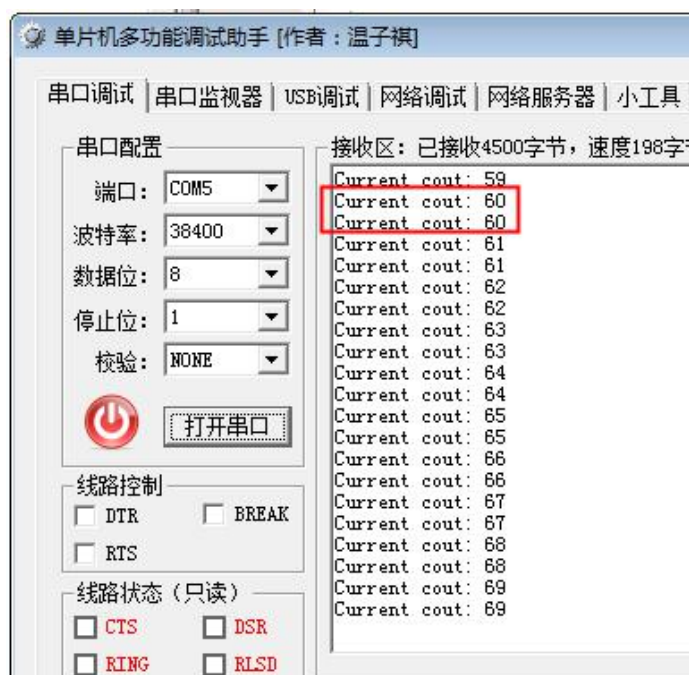 单片机多功能调试助手 [作者：温子祺]
串口调试 串口监视器 USB调试 网络调试 网络服务器 小工具
串口配置
端口： COM5
波特率： 38400
数据位： 8
停止位： 1
校验： NONE
打开串口
线路控制
DTR BREAK
RTS
线路状态（只读）
CTS DSR
RING RLSD
接收区：已接收4500字节，速度198字
Current cout: 59
Current cout: 60
Current cout: 60
Current cout: 61
Current cout: 61
Current cout: 62
Current cout: 62
Current cout: 63
Current cout: 63
Current cout: 64
Current cout: 64
Current cout: 65
Current cout: 65
Current cout: 66
Current cout: 66
Current cout: 67
Current cout: 67
Current cout: 68
Current cout: 68
Current cout: 69
Current cout: 69